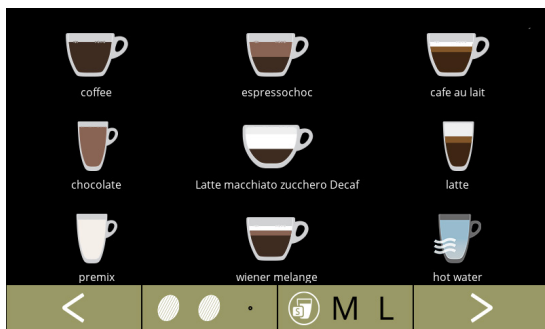 coffee
espressochoc
cafe au lait
chocolate
Latte macchiato zucchero Decaf
latte
premix
wiener melange
hot water
S M L